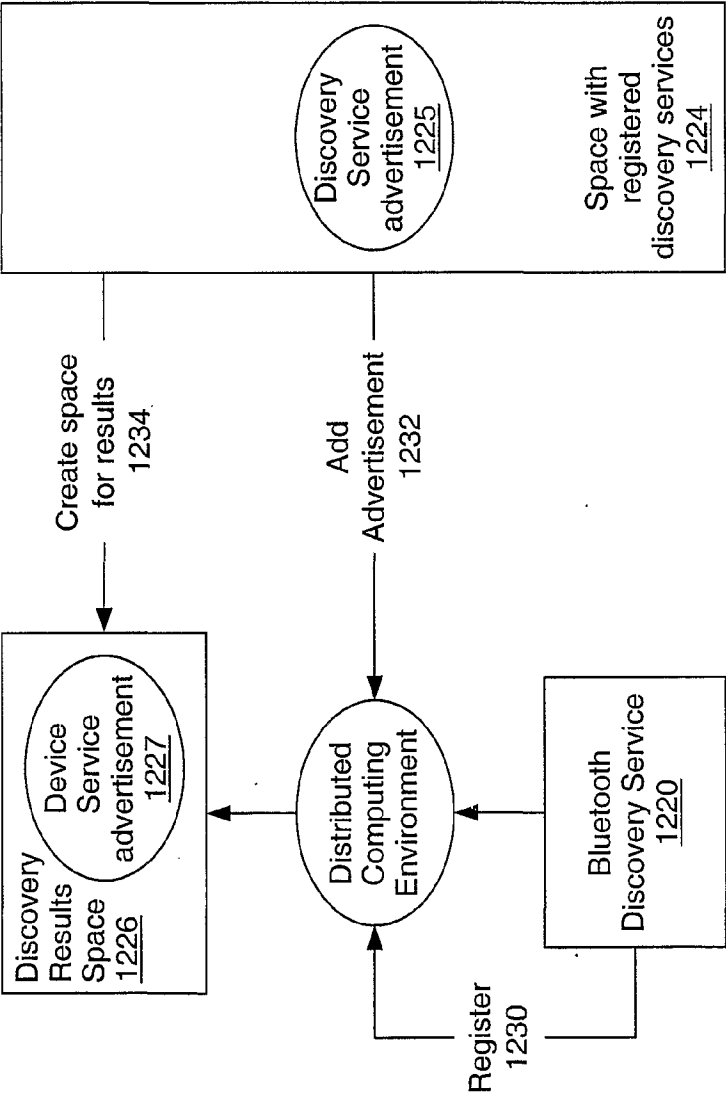 Discovery
Results
Space
1226
Device
Service
advertisement
1227
Create space
for results
1234
Discovery
Service
advertisement
1225
Space with
registered
discovery services
1224
Distributed
Computing
Environment
Add
Advertisement
1232
Register
1230
Bluetooth
Discovery Service
1220